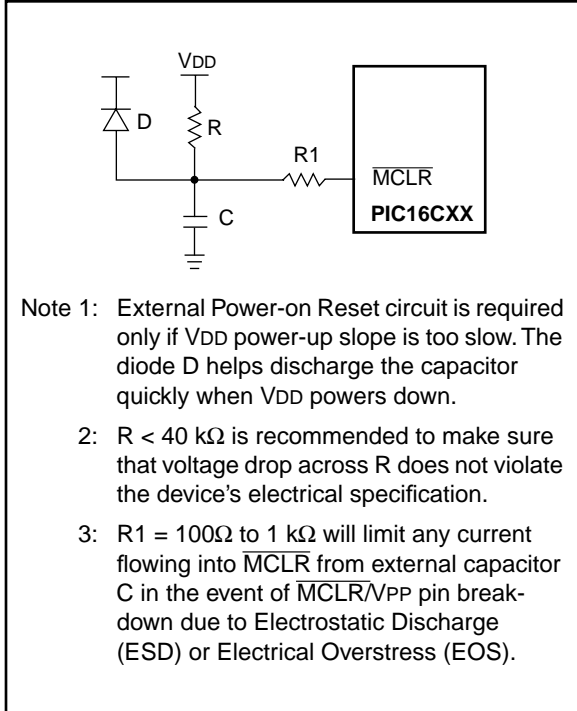 VDD
D
R
R1
MCLR
C
PIC16CXX
Note 1: External Power-on Reset circuit is required
only if VDD power-up slope is too slow. The
diode D helps discharge the capacitor
quickly when VDD powers down.
2: R < 40 kΩ is recommended to make sure
that voltage drop across R does not violate
the device's electrical specification.
3: R1 = 100Ω to 1 kΩ will limit any current
flowing into MCLR from external capacitor
C in the event of MCLR/VPP pin break-
down due to Electrostatic Discharge
(ESD) or Electrical Overstress (EOS).